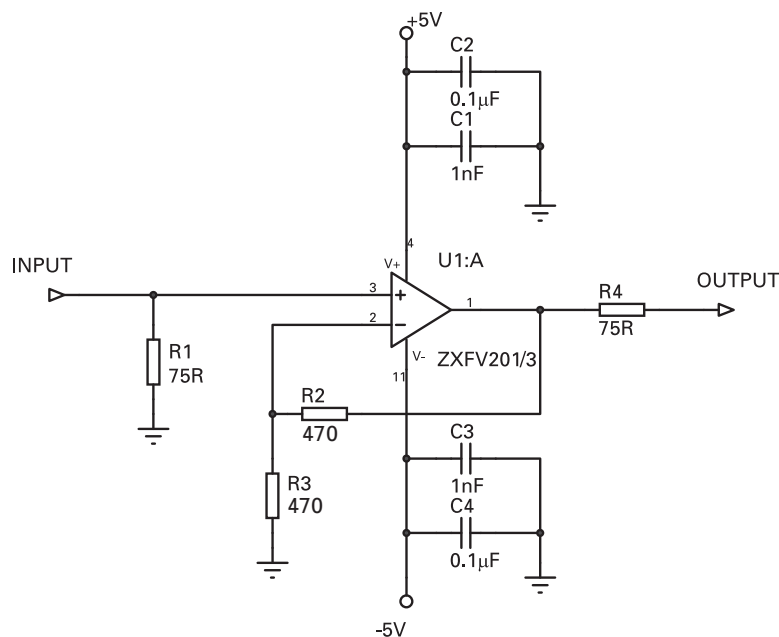 +5V
C2
0.1µF
C1
1nF
4
INPUT
V+
U1:A
OUTPUT
3
+
1
R4
2
−
75R
R1
75R
V-
ZXFV201/3
11
R2
470
C3
1nF
R3
470
C4
0.1µF
-5V